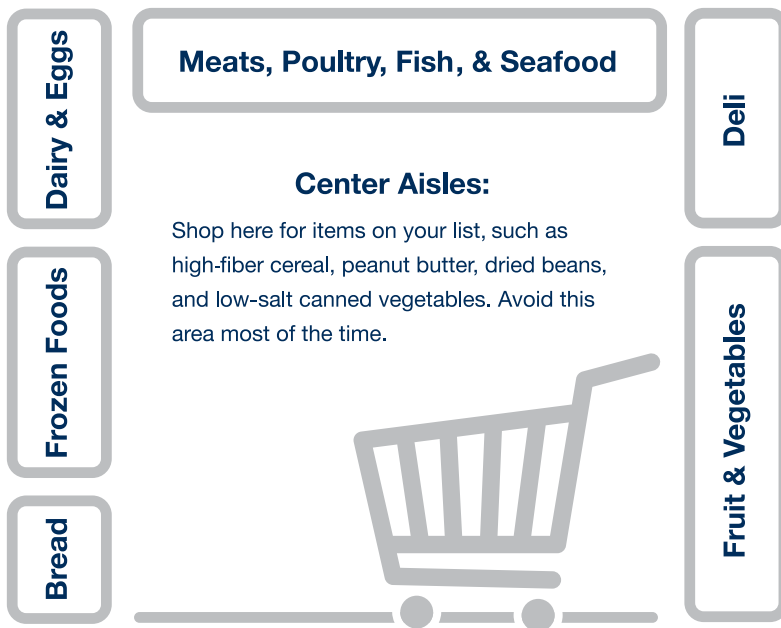 Dairy & Eggs
Meats, Poultry, Fish, & Seafood
Deli
Center Aisles:
Shop here for items on your list, such as
high-fiber cereal, peanut butter, dried beans,
and low-salt canned vegetables. Avoid this
area most of the time.
Frozen Foods
Fruit & Vegetables
Bread